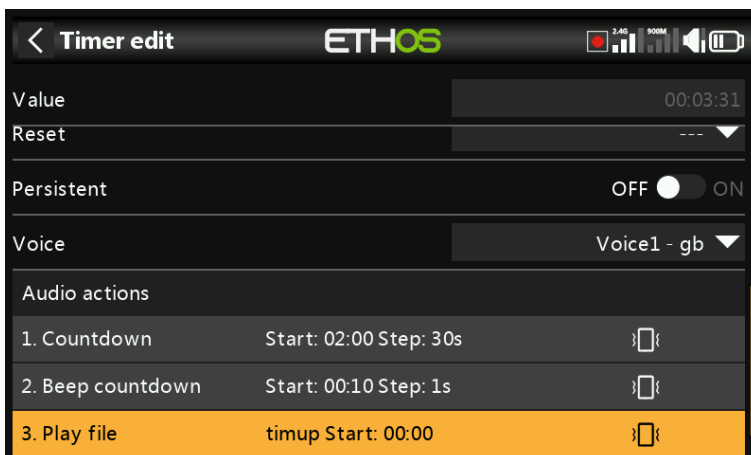 Timer edit ETHOS 2.4G 900M
Value 00:03:31
Reset ---
Persistent OFF ON
Voice Voice1 - gb
Audio actions
1. Countdown Start: 02:00 Step: 30s
2. Beep countdown Start: 00:10 Step: 1s
3. Play file timup Start: 00:00